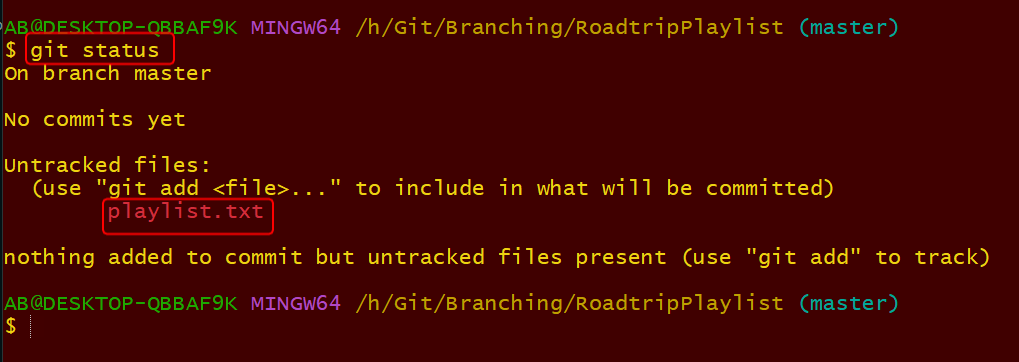 AB@DESKTOP-QBBAF9K MINGW64 /h/Git/Branching/RoadtripPlaylist (master)
$ git status
On branch master
No commits yet
Untracked files:
(use "git add <file>..." to include in what will be committed)
playlist.txt
nothing added to commit but untracked files present (use "git add" to track)
AB@DESKTOP-QBBAF9K MINGW64 /h/Git/Branching/RoadtripPlaylist (master)
$